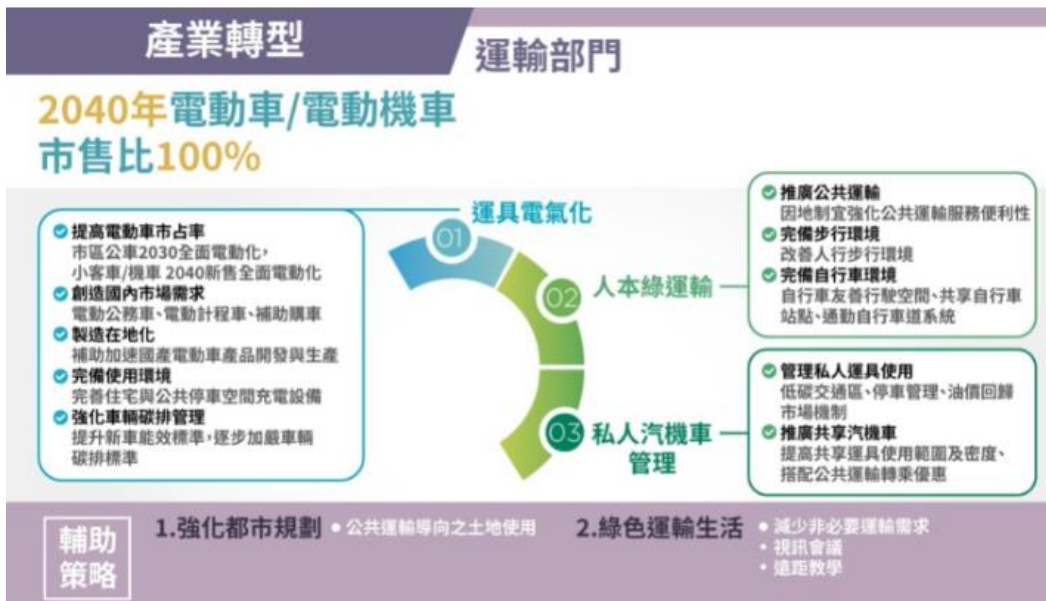 產業轉型
運輸部門
2040年電動車/電動機車
市售比100%
01
運具電氣化
提高電動車市占率
市區公車2030全面電動化,
小客車/機車 2040新售全面電動化
創造國內市場需求
電動公務車、電動計程車、補助購車
製造在地化
補助加速國產電動車產品開發與生產
完備使用環境
完善住宅與公共停車空間充電設備
強化車輛碳排管理
提升新車能效標準,逐步加嚴車輛
碳排標準
02
人本綠運輸
推廣公共運輸
因地制宜強化公共運輸服務便利性
完備步行環境
改善人行步行環境
完備自行車環境
自行車友善行駛空間、共享自行車
站點、通勤自行車道系統
03
私人汽機車
管理
管理私人運具使用
低碳交通區、停車管理、油價回歸
市場機制
推廣共享汽機車
提高共享運具使用範圍及密度、
搭配公共運輸轉乘優惠
輔助
策略
1.強化都市規劃
公共運輸導向之土地使用
2.綠色運輸生活
減少非必要運輸需求
視訊會議
遠距教學